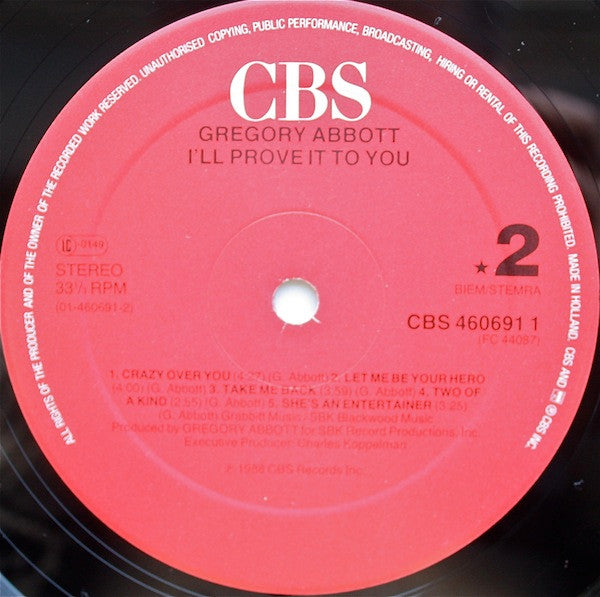 ALL RIGHTS OF THE PRODUCER AND OF THE OWNER OF THE RECORDED WORK RESERVED. UNAUTHORISED COPYING, PUBLIC PERFORMANCE, BROADCASTING, HIRING OR RENTAL OF THIS RECORDING PROHIBITED. MADE IN HOLLAND. CBS AND ® © CBS INC.
CBS
GREGORY ABBOTT
I'LL PROVE IT TO YOU
LC-0149
STEREO
33⅓ RPM
(01-460691-2)
★2
BIEM/STEMRA
CBS 460691 1
(FC 44087)
1. CRAZY OVER YOU (4:27) (G. Abbott) 2. LET ME BE YOUR HERO
(4:00) (G. Abbott) 3. TAKE ME BACK (3:59) (G. Abbott) 4. TWO OF
A KIND (2:55) (G. Abbott) 5. SHE'S AN ENTERTAINER (3:25)
(G. Abbott) Grabbitt Music, SBK Blackwood Music
Produced by GREGORY ABBOTT for SBK Record Productions, Inc.
Executive Producer: Charles Koppelman
℗ 1988 CBS Records Inc.